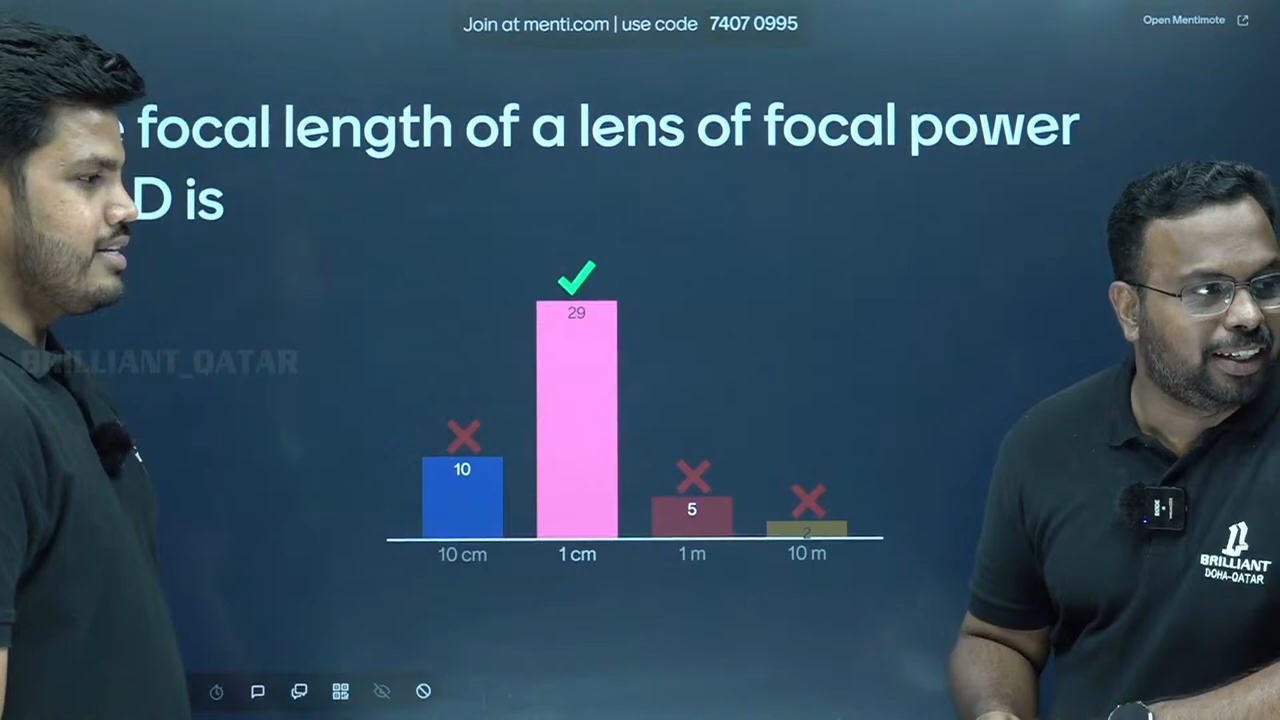 Join at menti.com | use code 7407 0995
Open Mentimote
focal length of a lens of focal power
D is
29
10
5
2
10 cm
1 cm
1 m
10 m
BRILLIANT_QATAR
BRILLIANT
DOHA-QATAR